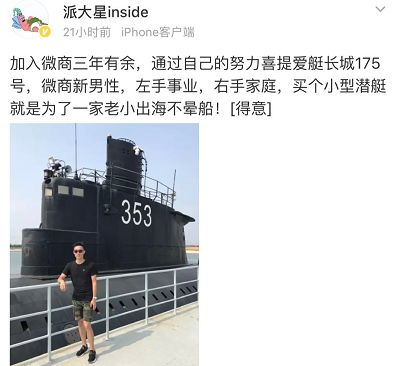 派大星inside
21小时前 iPhone客户端
加入微商三年有余，通过自己的努力喜提爱艇长城175
号，微商新男性，左手事业，右手家庭，买个小型潜艇
就是为了一家老小出海不晕船！[得意]
353